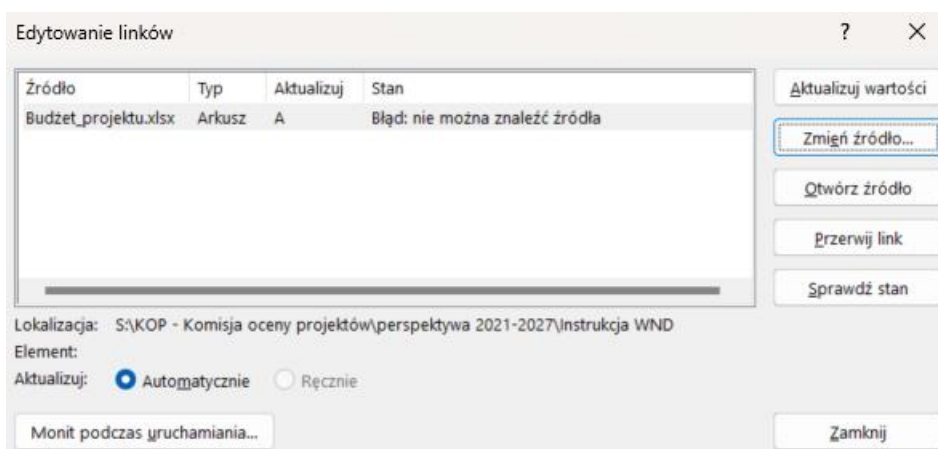 Edytowanie linków ? ×
Źródło Typ Aktualizuj Stan
Budżet_projektu.xlsx Arkusz A Błąd: nie można znaleźć źródła
Aktualizuj wartości
Zmień źródło...
Otwórz źródło
Przerwij link
Sprawdź stan
Lokalizacja: S:\KOP - Komisja oceny projektów\perspektywa 2021-2027\Instrukcja WND
Element:
Aktualizuj: Automatycznie Ręcznie
Monit podczas uruchamiania... Zamknij